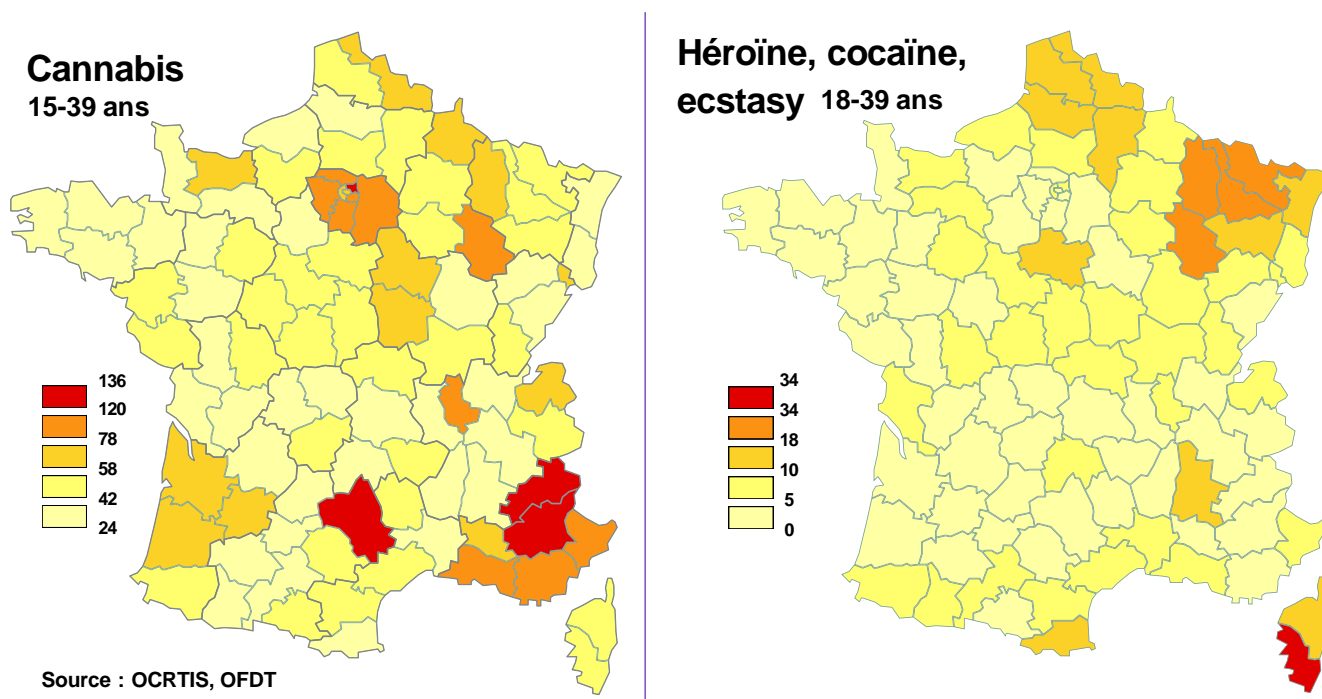 Cannabis
15-39 ans
136
120
78
58
42
24
Source : OCRTIS, OFDT
Héroïne, cocaïne,
ecstasy 18-39 ans
34
34
18
10
5
0